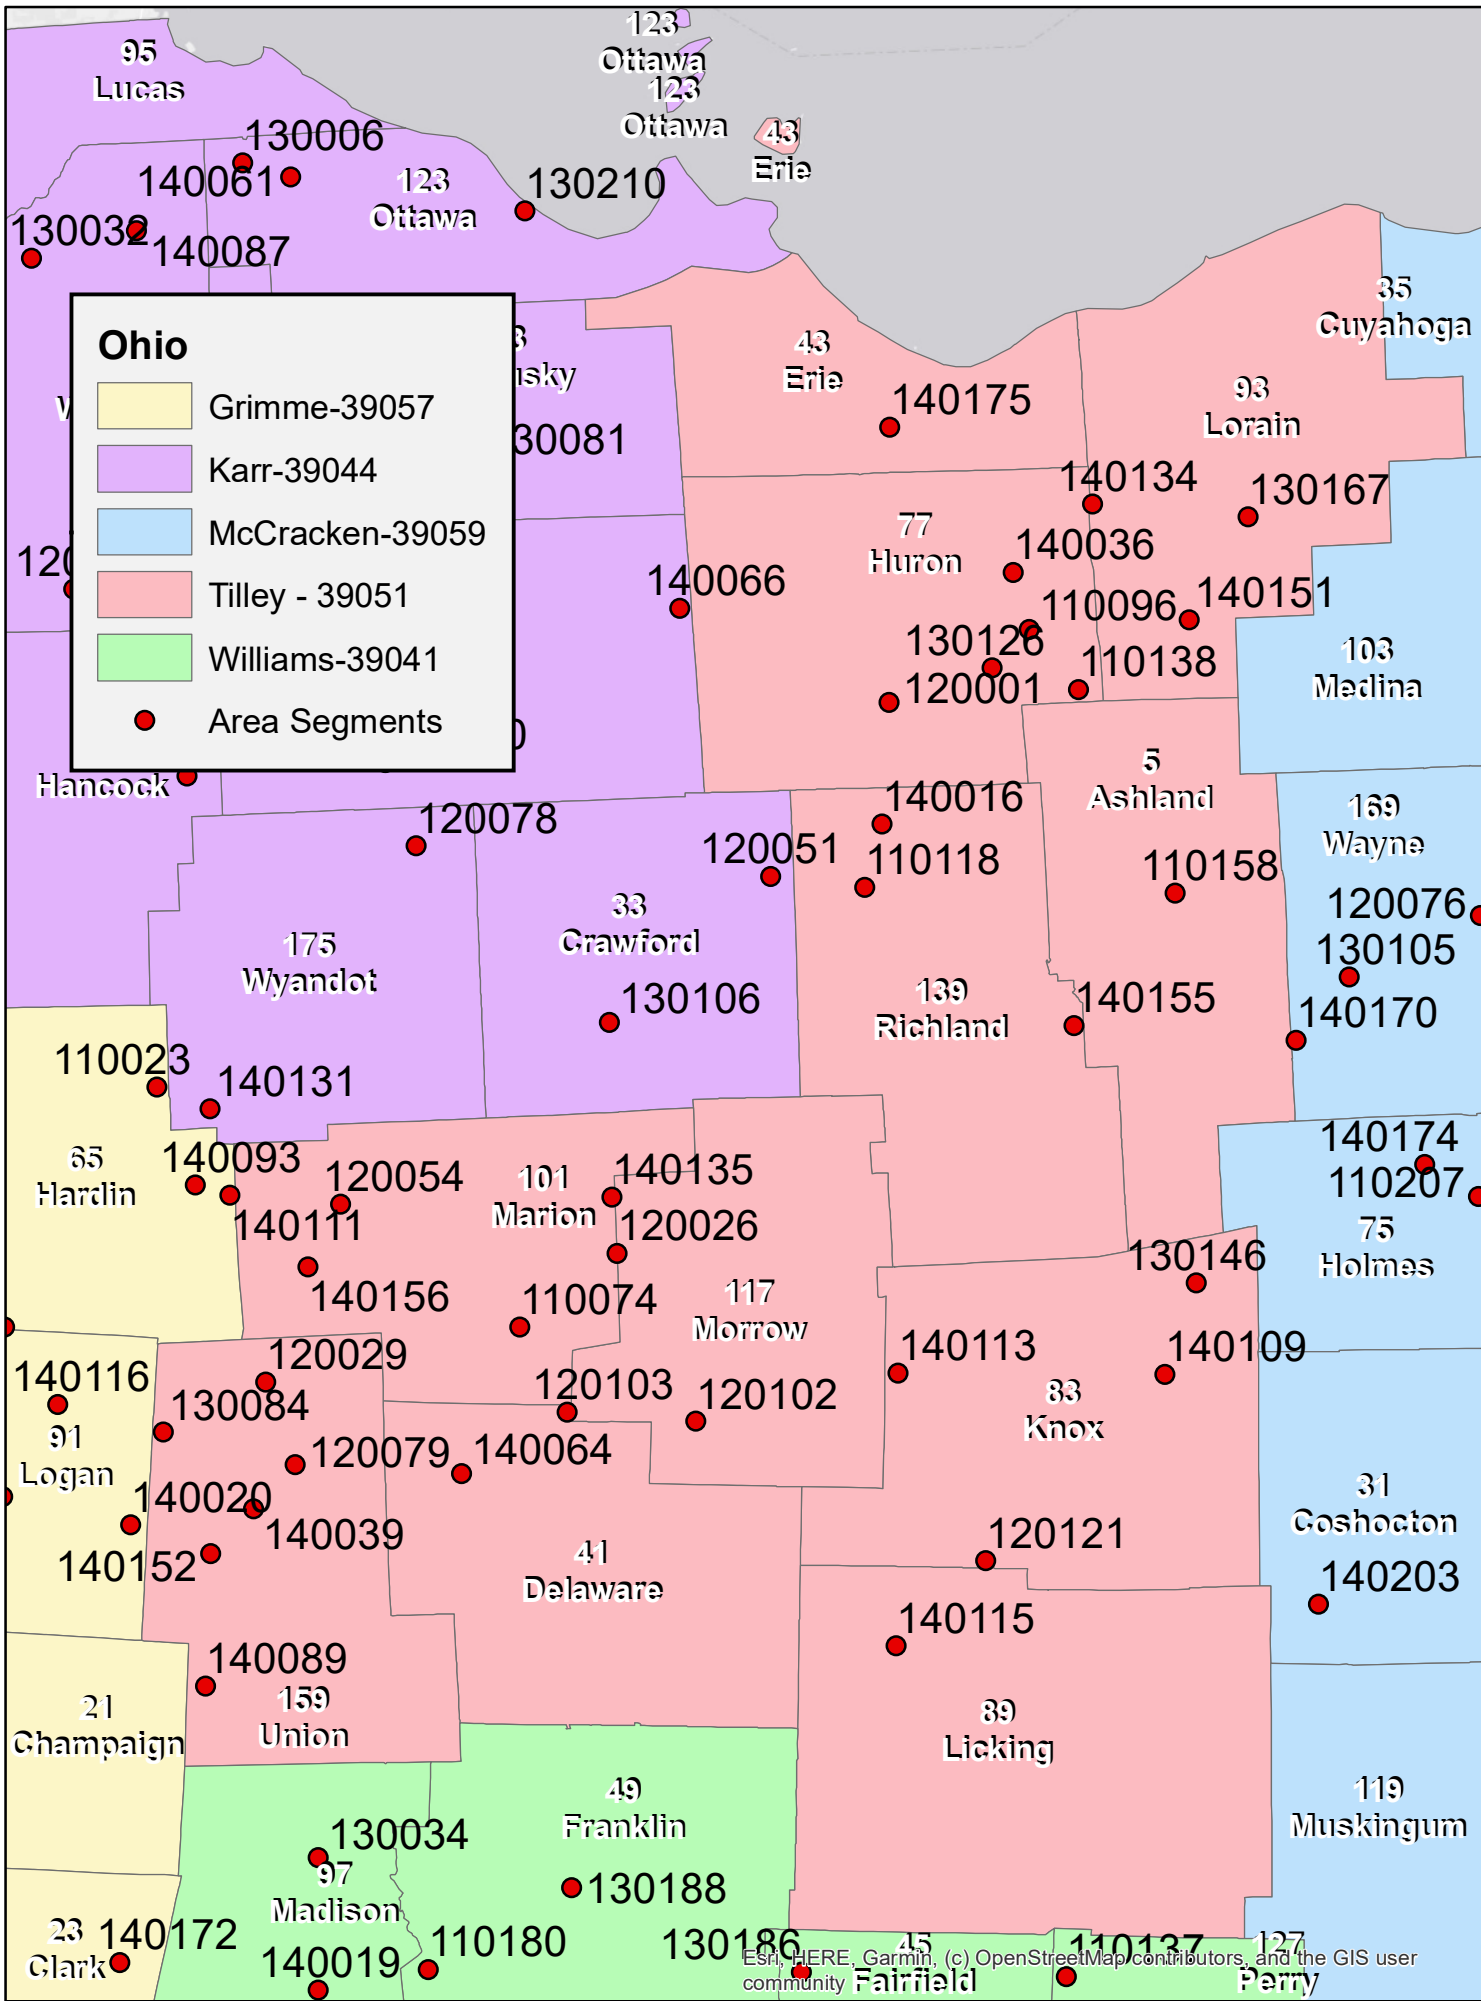 123
Ottawa
95
Lucas
123
Ottawa
43
Erie
130006
140061
123
Ottawa
130210
130032
140087
35
Cuyahoga
Ohio
Grimme-39057
Karr-39044
McCracken-39059
Tilley - 39051
Williams-39041
Area Segments
43
Erie
140175
93
Lorain
30081
140134
130167
77
Huron
140036
140066
110096
140151
130126
110138
120001
103
Medina
5
Ashland
Hancock
120078
140016
169
Wayne
120051
110118
110158
120076
33
Crawford
130105
175
Wyandot
139
Richland
130106
140155
140170
110023
140131
65
Hardin
140093
120054
101
Marion
140135
140174
110207
140111
120026
75
Holmes
130146
140156
110074
117
Morrow
120029
140113
140109
140116
130084
120103
120102
83
Knox
91
Logan
120079
140064
140020
140039
31
Coshocton
140152
41
Delaware
120121
140203
140115
140089
21
Champaign
159
Union
89
Licking
49
Franklin
119
Muskingum
130034
97
Madison
130188
23
Clark
140172
140019
110180
130186
45
Fairfield
110137
127
Perry
Esri, HERE, Garmin, (c) OpenStreetMap contributors, and the GIS user
community